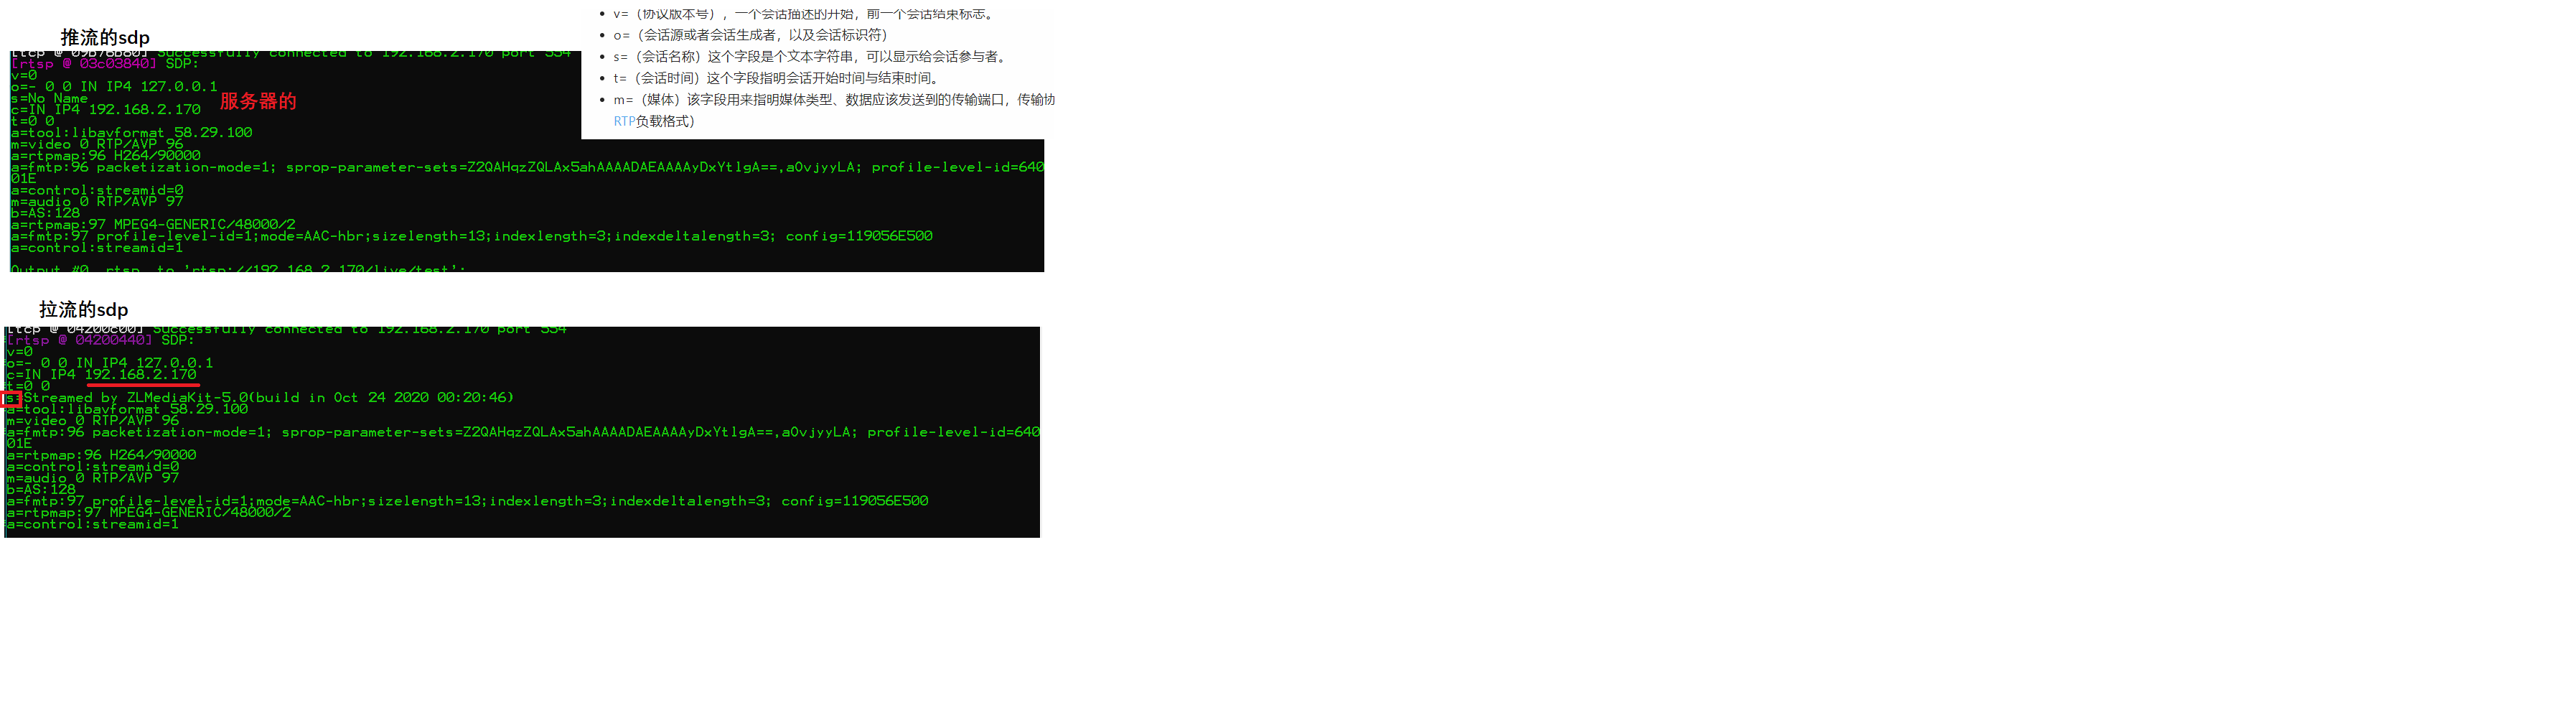 v=（协议版本号），一个会话描述的开始，前一个会话结束标志。
o=（会话源或者会话生成者，以及会话标识符）
s=（会话名称）这个字段是个文本字符串，可以显示给会话参与者。
t=（会话时间）这个字段指明会话开始时间与结束时间。
m=（媒体）该字段用来指明媒体类型、数据应该发送到的传输端口，传输协
RTP负载格式）
推流的sdp
Successfully connected to 192.168.2.170 port 554
[rtsp @ 03c03840] SDP:
v=0
o=- 0 0 IN IP4 127.0.0.1
s=No Name
c=IN IP4 192.168.2.170
服务器的
t=0 0
a=tool:libavformat 58.29.100
m=video 0 RTP/AVP 96
a=rtpmap:96 H264/90000
a=fmtp:96 packetization-mode=1; sprop-parameter-sets=Z2QAHqzZQLAx5ahAAAADAEAAAAyDxYtlgA==,aOvjyyLA; profile-level-id=640
01E
a=control:streamid=0
m=audio 0 RTP/AVP 97
b=AS:128
a=rtpmap:97 MPEG4-GENERIC/48000/2
a=fmtp:97 profile-level-id=1;mode=AAC-hbr;sizelength=13;indexlength=3;indexdeltalength=3; config=119056E500
a=control:streamid=1
Output #0, rtsp, to 'rtsp://192.168.2.170/live/test':
拉流的sdp
[tcp @ 04200c00] Successfully connected to 192.168.2.170 port 554
[rtsp @ 04200440] SDP:
v=0
o=- 0 0 IN IP4 127.0.0.1
c=IN IP4 192.168.2.170
t=0 0
s=Streamed by ZLMediaKit-5.0(build in Oct 24 2020 00:20:46)
a=tool:libavformat 58.29.100
m=video 0 RTP/AVP 96
a=fmtp:96 packetization-mode=1; sprop-parameter-sets=Z2QAHqzZQLAx5ahAAAADAEAAAAyDxYtlgA==,aOvjyyLA; profile-level-id=640
01E
a=rtpmap:96 H264/90000
a=control:streamid=0
m=audio 0 RTP/AVP 97
b=AS:128
a=fmtp:97 profile-level-id=1;mode=AAC-hbr;sizelength=13;indexlength=3;indexdeltalength=3; config=119056E500
a=rtpmap:97 MPEG4-GENERIC/48000/2
a=control:streamid=1